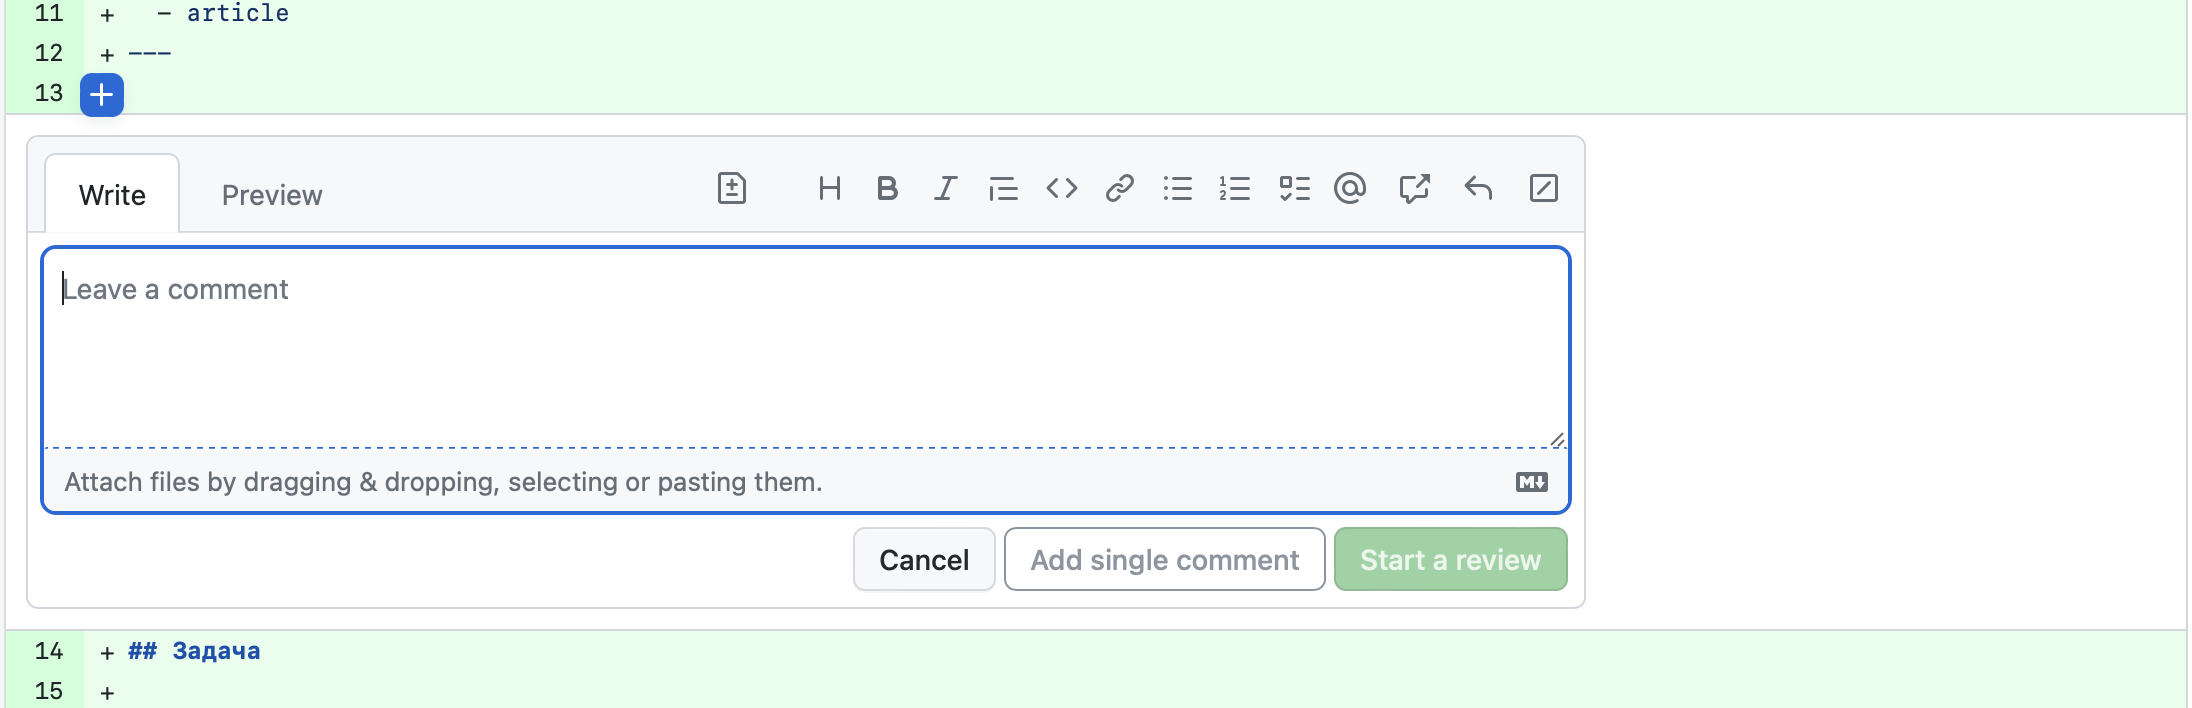 11 + - article
12 + ---
13
Write Preview
Leave a comment
Attach files by dragging & dropping, selecting or pasting them.
Cancel Add single comment Start a review
14 + ## Задача
15 +